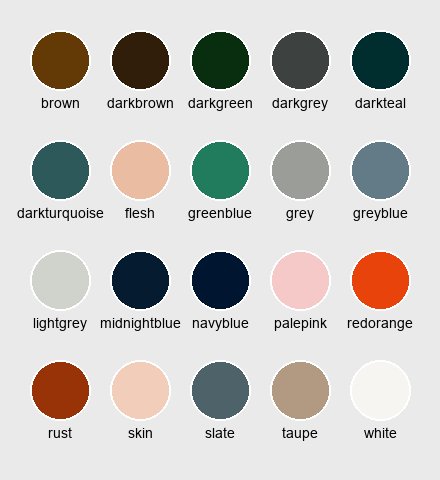 brown darkbrown darkgreen darkgrey darkteal
darkturquoise flesh greenblue grey greyblue
lightgrey midnightblue navyblue palepink redorange
rust skin slate taupe white